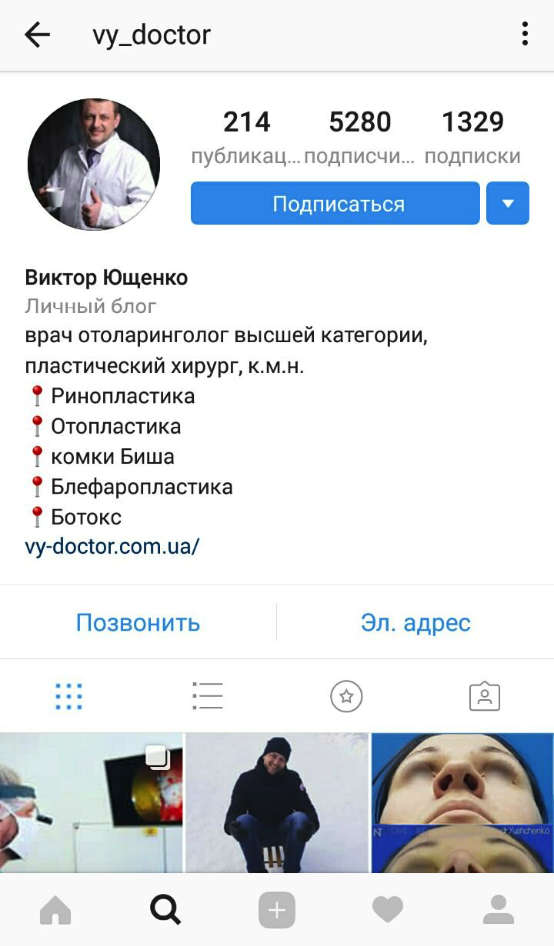 vy_doctor
214 5280 1329
публикац... подписчи... подписки
Подписаться
Виктор Ющенко
Личный блог
врач отоларинголог высшей категории,
пластический хирург, к.м.н.
Ринопластика
Отопластика
комки Биша
Блефаропластика
Ботокс
vy-doctor.com.ua/
Позвонить Эл. адрес